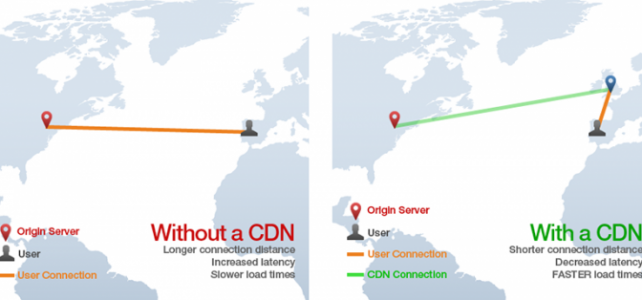 Origin Server
User
User Connection
Without a CDN
Longer connection distance
Increased latency
Slower load times
Origin Server
User
User Connection
CDN Connection
With a CDN
Shorter connection distance
Decreased latency
FASTER load times